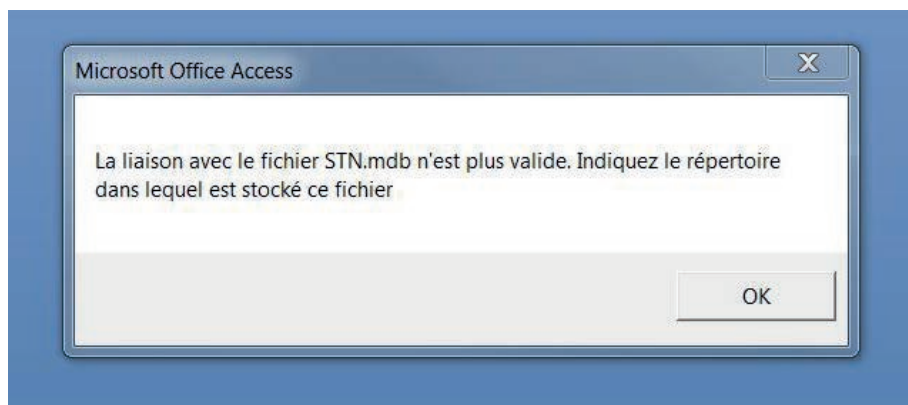 Microsoft Office Access
La liaison avec le fichier STN.mdb n'est plus valide. Indiquez le répertoire
dans lequel est stocké ce fichier
OK